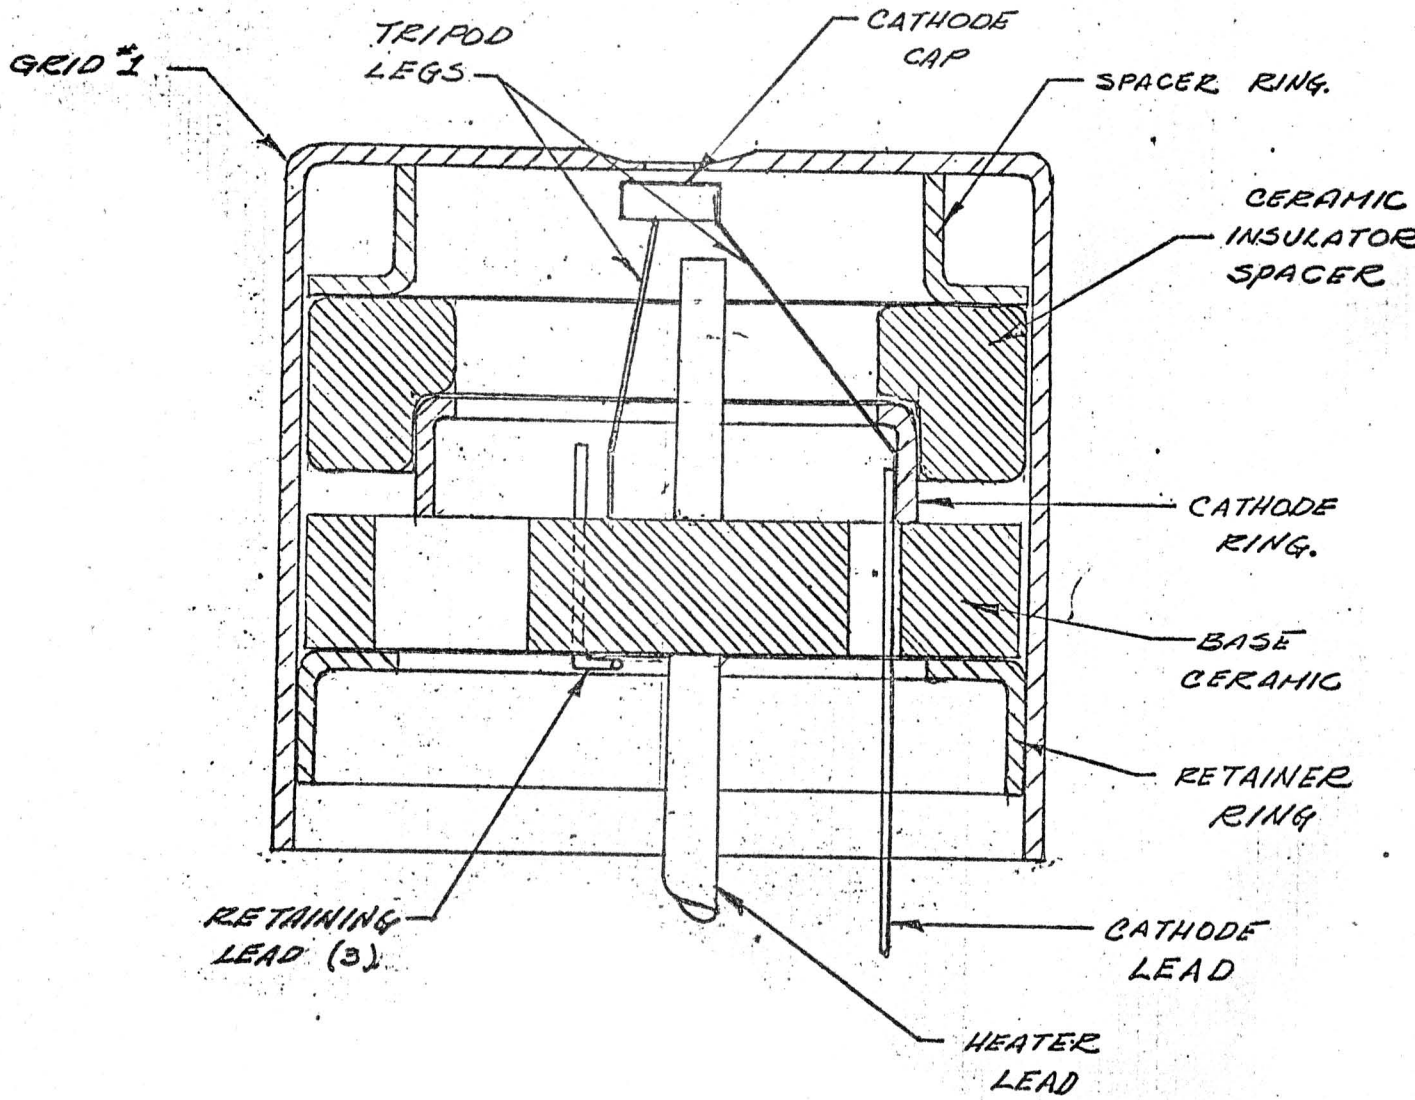 GRID #1
TRIPOD
LEGS
CATHODE
CAP
SPACER RING.
CERAMIC
INSULATOR
SPACER
CATHODE
RING.
BASE
CERAMIC
RETAINER
RING
RETAINING
LEAD (3)
CATHODE
LEAD
HEATER
LEAD